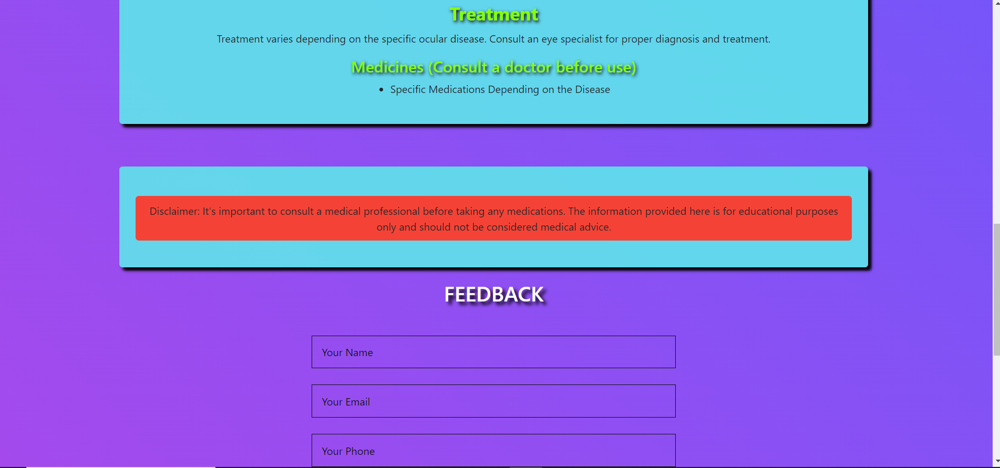 Treatment
Treatment varies depending on the specific ocular disease. Consult an eye specialist for proper diagnosis and treatment.
Medicines (Consult a doctor before use)
• Specific Medications Depending on the Disease
Disclaimer: It's important to consult a medical professional before taking any medications. The information provided here is for educational purposes
only and should not be considered medical advice.
FEEDBACK
Your Name
Your Email
Your Phone